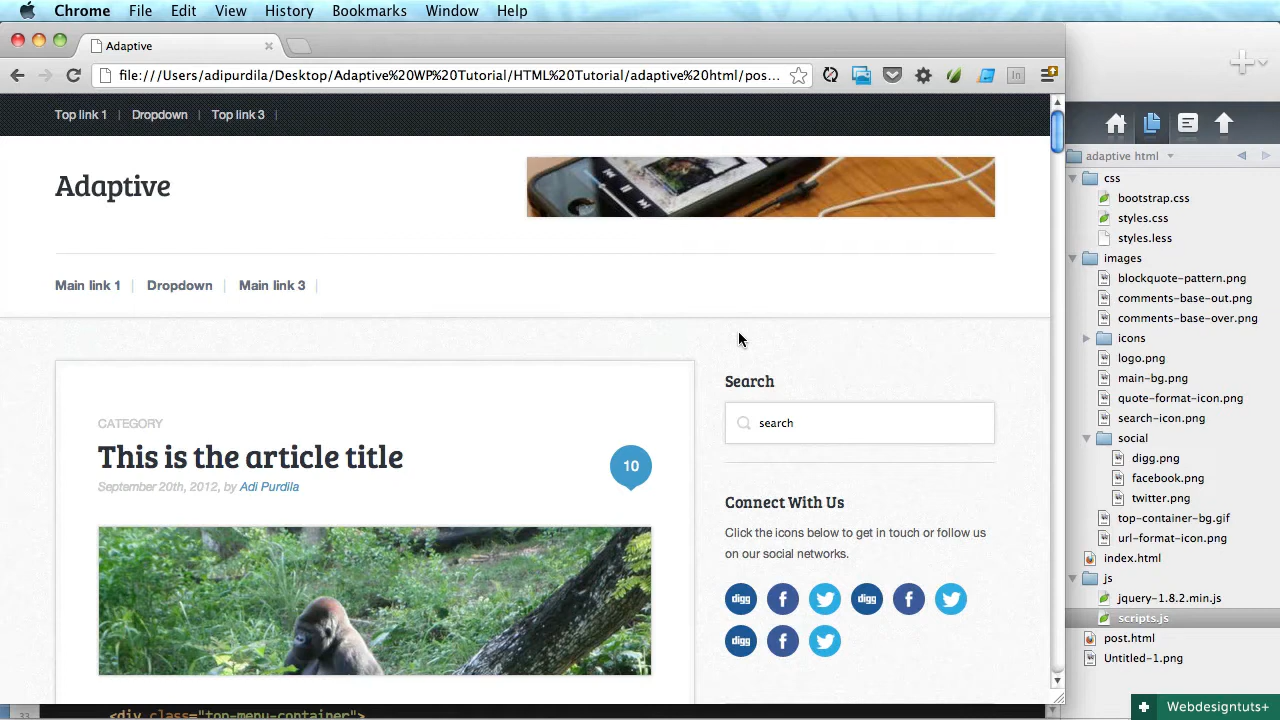 Chrome File Edit View History Bookmarks Window Help
Adaptive
file:///Users/adipurdila/Desktop/Adaptive%20WP%20Tutorial/HTML%20Tutorial/adaptive%20html/pos...
Top link 1 | Dropdown | Top link 3 |
Adaptive
Main link 1 | Dropdown | Main link 3 |
CATEGORY
This is the article title
10
September 20th, 2012, by Adi Purdila
Search
search
Connect With Us
Click the icons below to get in touch or follow us
on our social networks.
digg f digg f
digg f
adaptive html
css
bootstrap.css
styles.css
styles.less
images
blockquote-pattern.png
comments-base-out.png
comments-base-over.png
icons
logo.png
main-bg.png
quote-format-icon.png
search-icon.png
social
digg.png
facebook.png
twitter.png
top-container-bg.gif
url-format-icon.png
index.html
js
jquery-1.8.2.min.js
scripts.js
post.html
Untitled-1.png
33 <div class="top-menu-container">
Webdesigntuts+